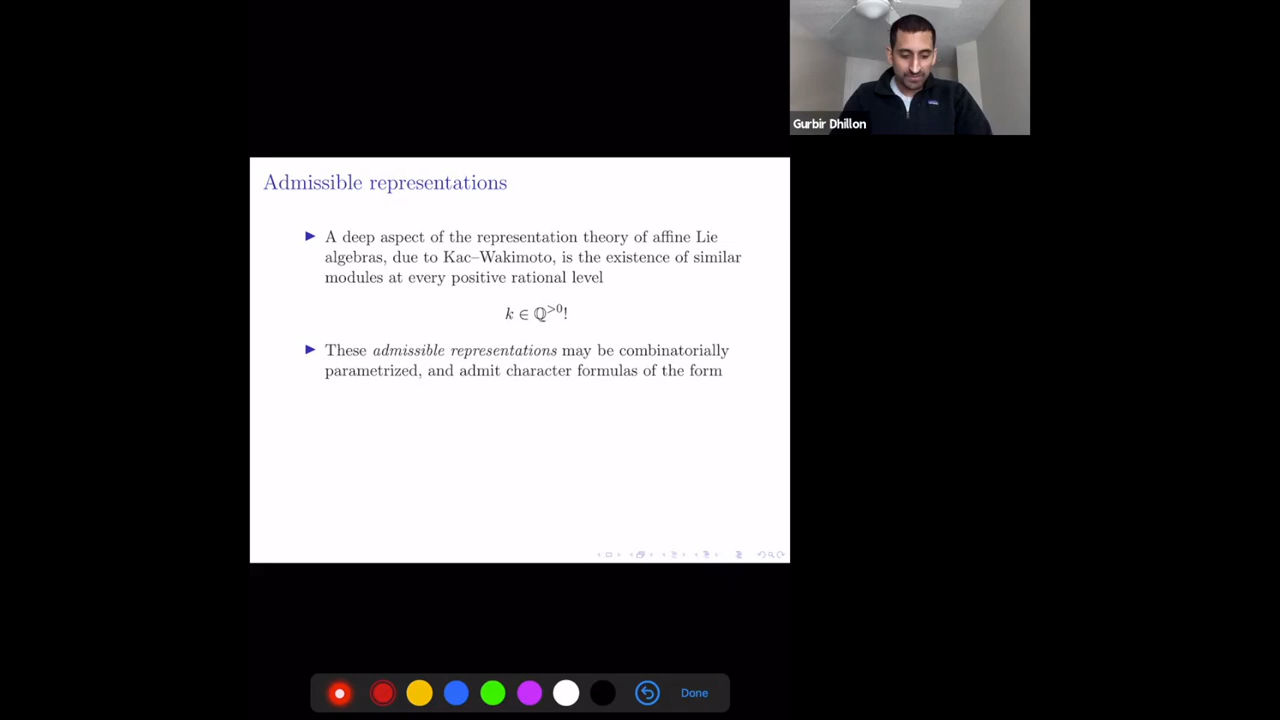 Gurbir Dhillon
Admissible representations
▶ A deep aspect of the representation theory of affine Lie
algebras, due to Kac–Wakimoto, is the existence of similar
modules at every positive rational level
k ∈ ℚ^{>0}!
▶ These admissible representations may be combinatorially
parametrized, and admit character formulas of the form
Done